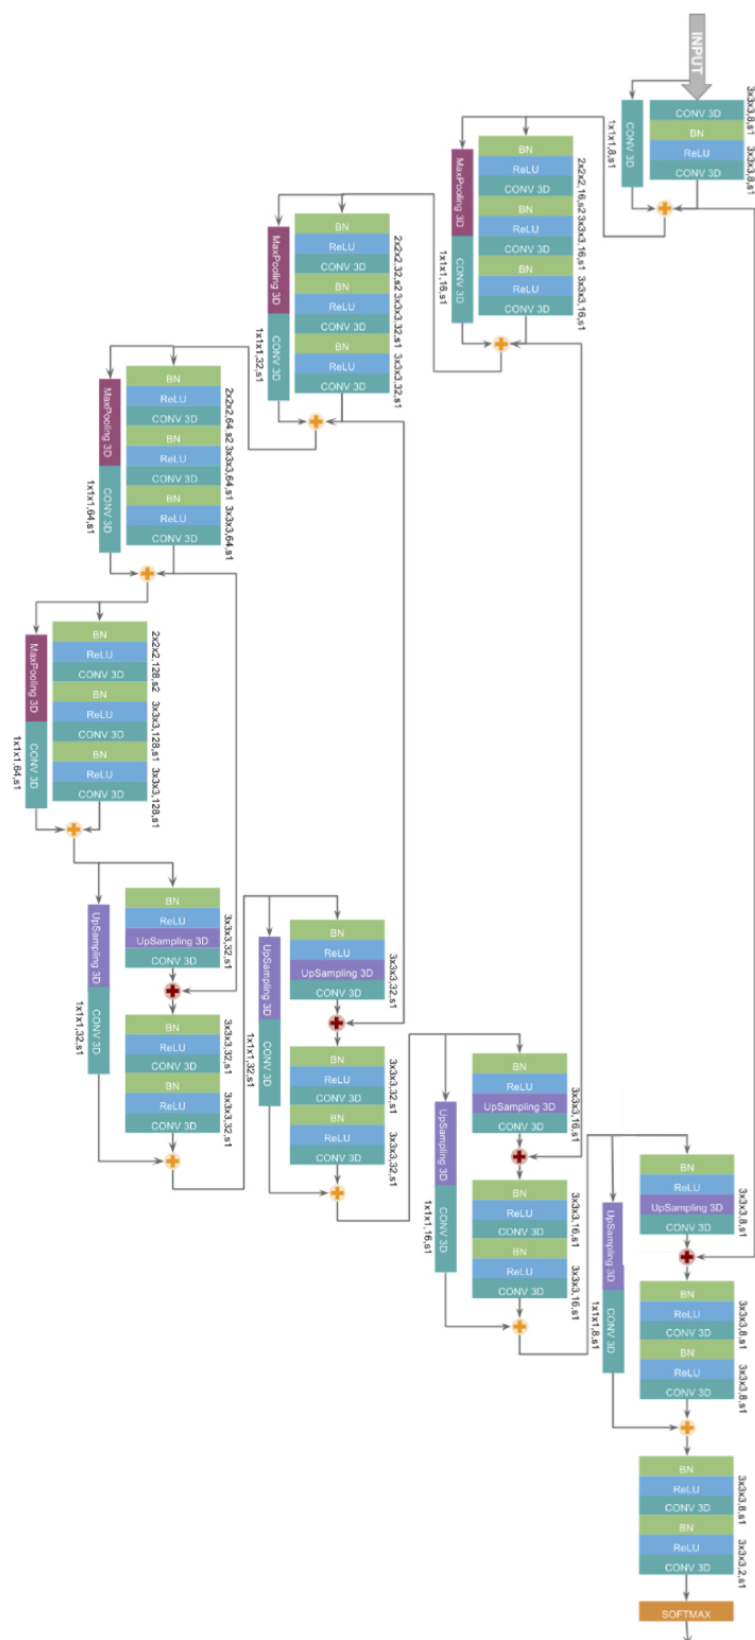 INPUT
3x3x3,8,s1
3x3x3,8,s1
CONV 3D
BN
ReLU
CONV 3D
CONV 3D
1x1x1,8,s1
2x2x2,16,s2
3x3x3,16,s1
3x3x3,16,s1
BN
ReLU
CONV 3D
BN
ReLU
CONV 3D
BN
ReLU
CONV 3D
MaxPooling 3D
CONV 3D
1x1x1,16,s1
2x2x2,32,s2
3x3x3,32,s1
3x3x3,32,s1
BN
ReLU
CONV 3D
BN
ReLU
CONV 3D
BN
ReLU
CONV 3D
MaxPooling 3D
CONV 3D
1x1x1,32,s1
2x2x2,64,s2
3x3x3,64,s1
3x3x3,64,s1
BN
ReLU
CONV 3D
BN
ReLU
CONV 3D
BN
ReLU
CONV 3D
MaxPooling 3D
CONV 3D
1x1x1,64,s1
2x2x2,128,s2
3x3x3,128,s1
3x3x3,128,s1
BN
ReLU
CONV 3D
BN
ReLU
CONV 3D
BN
ReLU
CONV 3D
MaxPooling 3D
CONV 3D
1x1x1,64,s1
BN
ReLU
UpSampling 3D
CONV 3D
3x3x3,32,s1
BN
ReLU
CONV 3D
BN
ReLU
CONV 3D
3x3x3,32,s1
3x3x3,32,s1
UpSampling 3D
CONV 3D
1x1x1,32,s1
BN
ReLU
UpSampling 3D
CONV 3D
3x3x3,32,s1
BN
ReLU
CONV 3D
BN
ReLU
CONV 3D
3x3x3,32,s1
3x3x3,32,s1
UpSampling 3D
CONV 3D
1x1x1,32,s1
BN
ReLU
UpSampling 3D
CONV 3D
3x3x3,16,s1
BN
ReLU
CONV 3D
BN
ReLU
CONV 3D
3x3x3,16,s1
3x3x3,16,s1
UpSampling 3D
CONV 3D
1x1x1,16,s1
BN
ReLU
UpSampling 3D
CONV 3D
3x3x3,8,s1
BN
ReLU
CONV 3D
BN
ReLU
CONV 3D
3x3x3,8,s1
3x3x3,8,s1
UpSampling 3D
CONV 3D
1x1x1,8,s1
BN
ReLU
CONV 3D
BN
ReLU
CONV 3D
3x3x3,8,s1
3x3x3,2,s1
SOFTMAX